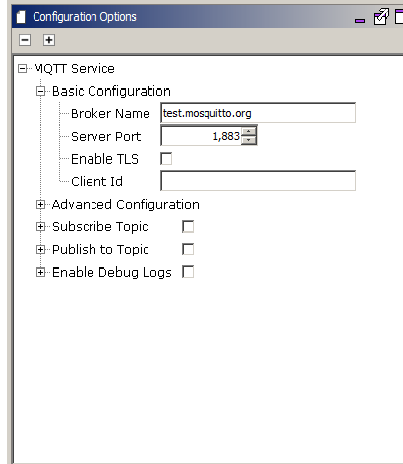 Configuration Options
MQTT Service
Basic Configuration
Broker Name test.mosquitto.org
Server Port 1,883
Enable TLS
Client Id
Advanced Configuration
Subscribe Topic
Publish to Topic
Enable Debug Logs